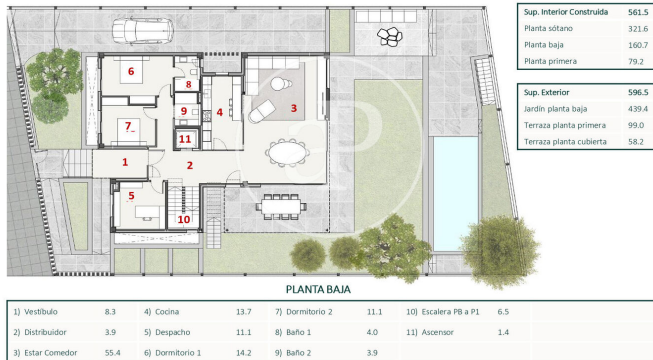 Sup. Interior Construida 561.5
Planta sótano 321.6
Planta baja 160.7
Planta primera 79.2
Sup. Exterior 596.5
Jardín planta baja 439.4
Terraza planta primera 99.0
Terraza planta cubierta 58.2
6
8
7
9
4
3
11
1
2
5
10
PLANTA BAJA
1) Vestíbulo 8.3 4) Cocina 13.7 7) Dormitorio 2 11.1 10) Escalera PB a P1 6.5
2) Distribuidor 3.9 5) Despacho 11.1 8) Baño 1 4.0 11) Ascensor 1.4
3) Estar Comedor 55.4 6) Dormitorio 1 14.2 9) Baño 2 3.9